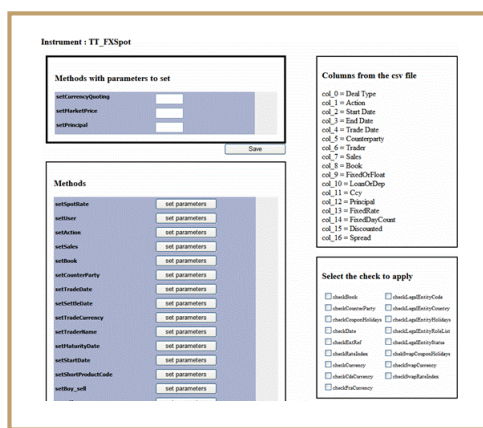 Instrument : TT_FXSpot
Methods with parameters to set
setCurrencyQuoting
setMarketPrice
setPrincipal
Save
Methods
setSpotRate set parameters
setUser set parameters
setAction set parameters
setSales set parameters
setBook set parameters
setCounterParty set parameters
setTradeDate set parameters
setSettleDate set parameters
setTradeCurrency set parameters
setTraderName set parameters
setMaturityDate set parameters
setStartDate set parameters
setShortProductCode set parameters
setBuy_sell set parameters
Columns from the csv file
col_0 = Deal Type
col_1 = Action
col_2 = Start Date
col_3 = End Date
col_4 = Trade Date
col_5 = Counterparty
col_6 = Trader
col_7 = Sales
col_8 = Book
col_9 = FixedOrFloat
col_10 = LoanOrDep
col_11 = Ccy
col_12 = Principal
col_13 = FixedRate
col_14 = FixedDayCount
col_15 = Discounted
col_16 = Spread
Select the check to apply
checkBook checkLegalEntityCode
checkCounterParty checkLegalEntityCountry
checkCouponHolidays checkLegalEntityHolidays
checkDate checkLegalEntityRoleList
checkExtRef checkLegalEntityStatus
checkRateIndex chekSwapCouponHolidays
checkCurrency checkSwapCurrency
checkCdsCurrency checkSwapRateIndex
checkFraCurrency